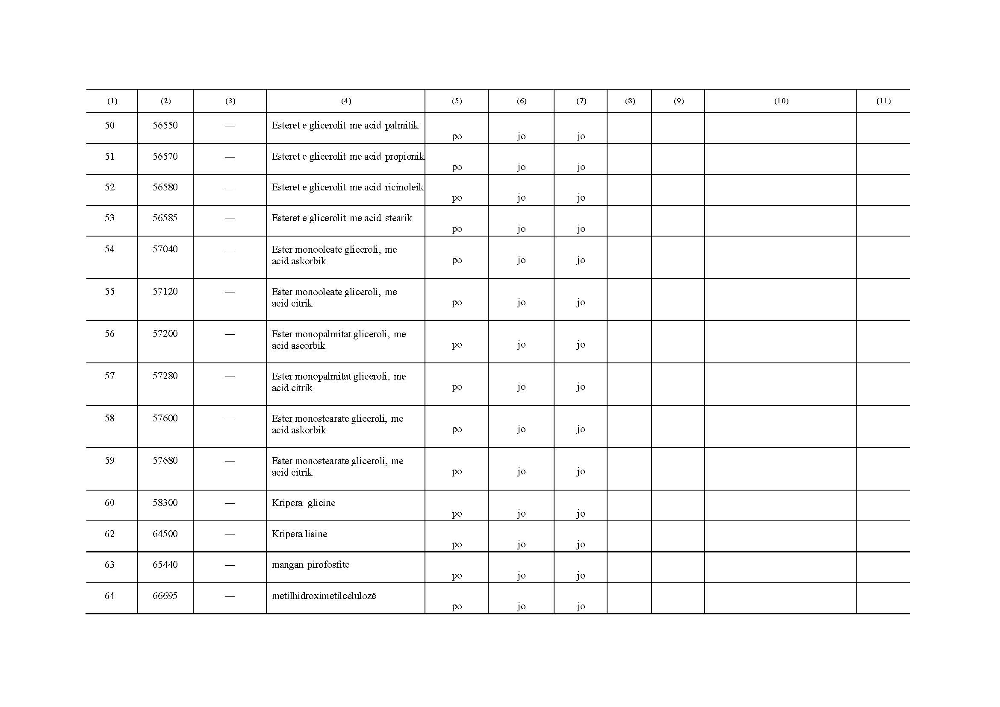 (1) (2) (3) (4) (5) (6) (7) (8) (9) (10) (11)
50 56550 — Esteret e glicerolit me acid palmitik
po jo jo
51 56570 — Esteret e glicerolit me acid propionik
po jo jo
52 56580 — Esteret e glicerolit me acid ricinoleik
po jo jo
53 56585 — Esteret e glicerolit me acid stearik
po jo jo
54 57040 — Ester monooleate gliceroli, me
acid askorbik po jo jo
55 57120 — Ester monooleate gliceroli, me
acid citrik po jo jo
56 57200 — Ester monopalmitat gliceroli, me
acid ascorbik po jo jo
57 57280 — Ester monopalmitat gliceroli, me
acid citrik po jo jo
58 57600 — Ester monostearate gliceroli, me
acid askorbik po jo jo
59 57680 — Ester monostearate gliceroli, me
acid citrik po jo jo
60 58300 — Kripera glicine
po jo jo
62 64500 — Kripera lisine
po jo jo
63 65440 — mangan pirofosfite
po jo jo
64 66695 — metilhidroximetilcelulozë
po jo jo